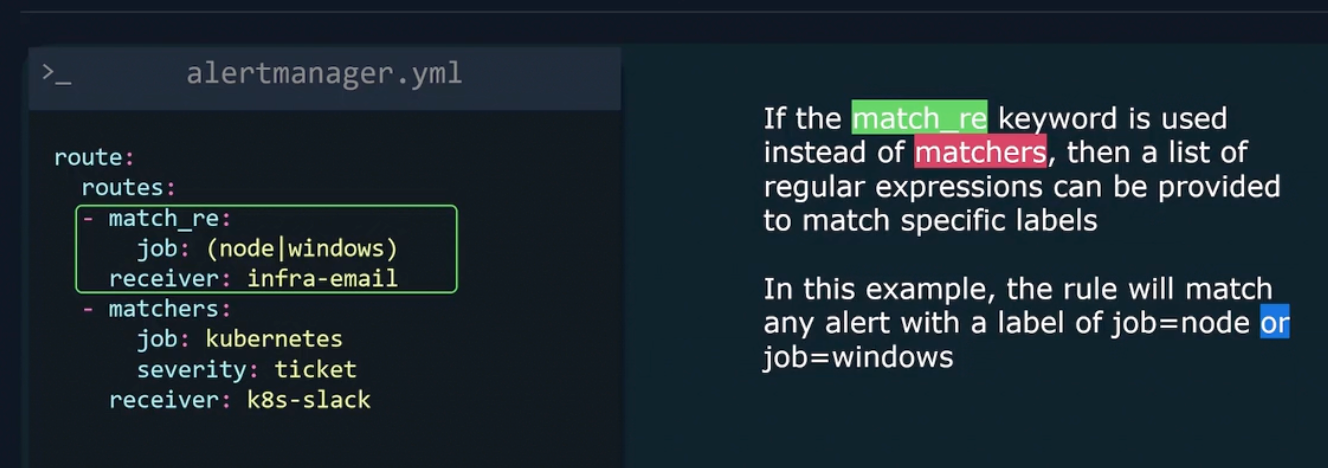 >_ alertmanager.yml
route:
  routes:
  - match_re:
      job: (node|windows)
    receiver: infra-email
  - matchers:
      job: kubernetes
      severity: ticket
    receiver: k8s-slack
If the match_re keyword is used
instead of matchers, then a list of
regular expressions can be provided
to match specific labels
In this example, the rule will match
any alert with a label of job=node or
job=windows